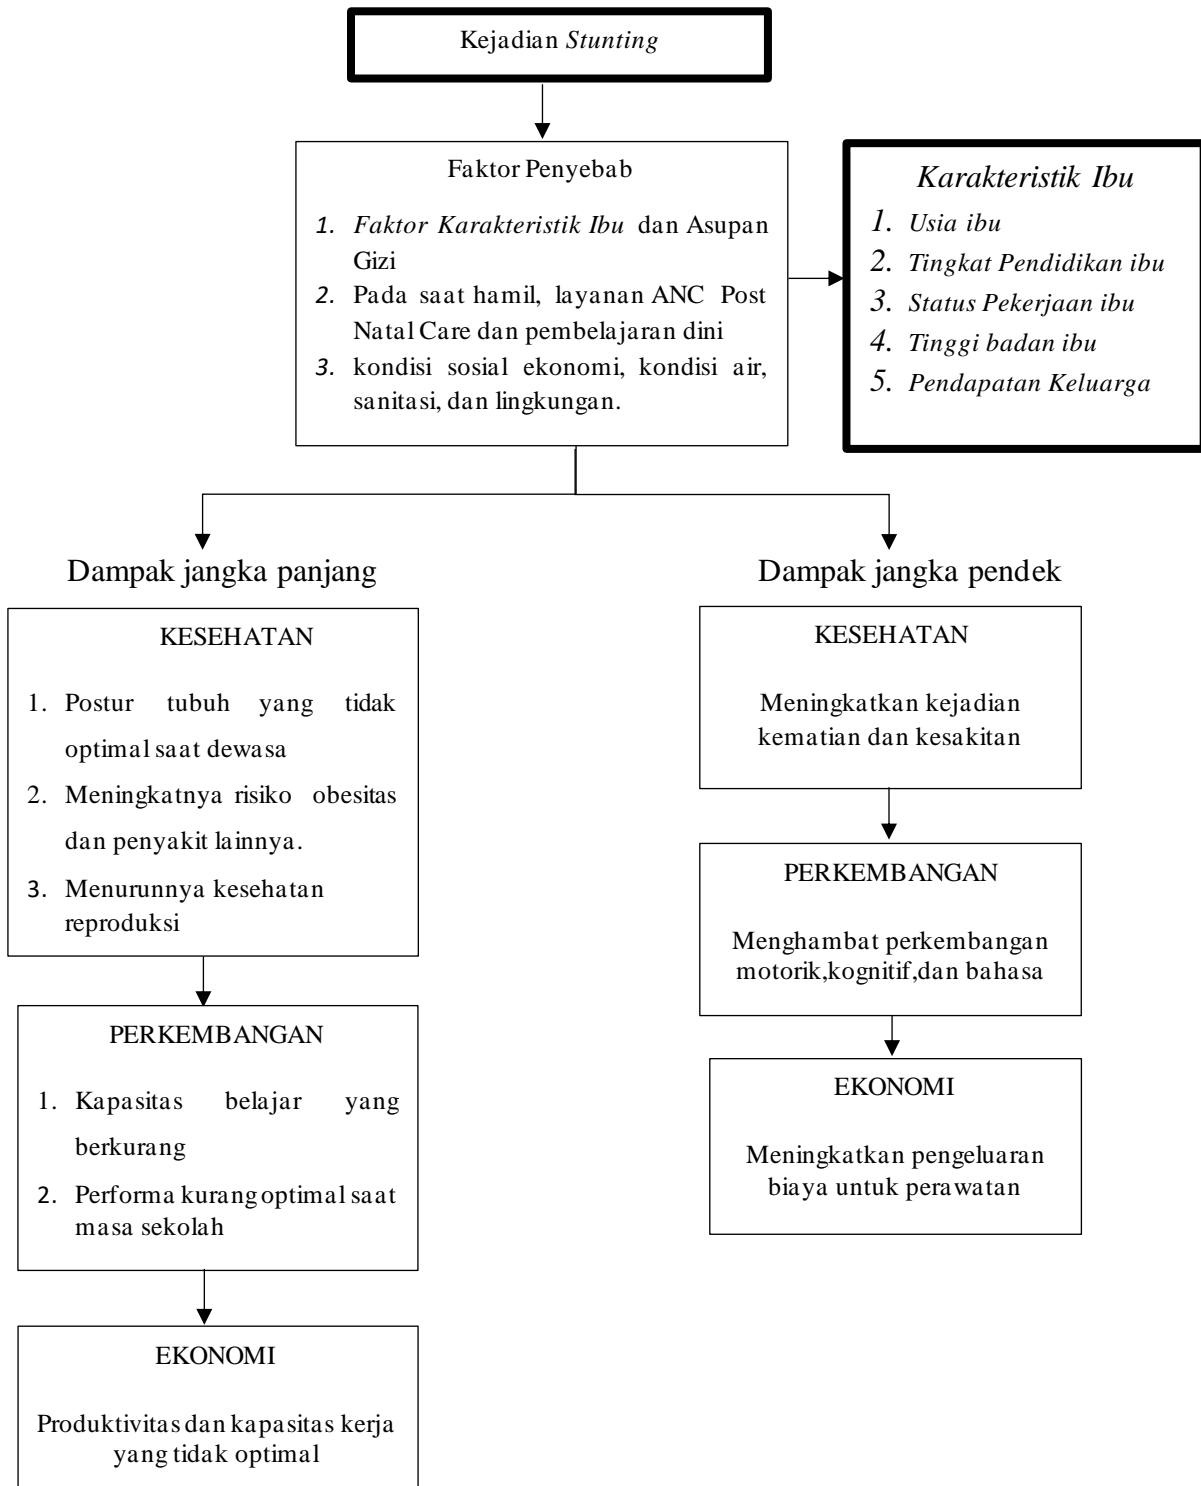 Kejadian Stunting
Faktor Penyebab
1. Faktor Karakteristik Ibu dan Asupan
Gizi
2. Pada saat hamil, layanan ANC Post
Natal Care dan pembelajaran dini
3. kondisi sosial ekonomi, kondisi air,
sanitasi, dan lingkungan.
Karakteristik Ibu
1. Usia ibu
2. Tingkat Pendidikan ibu
3. Status Pekerjaan ibu
4. Tinggi badan ibu
5. Pendapatan Keluarga
Dampak jangka panjang
KESEHATAN
1. Postur tubuh yang tidak
optimal saat dewasa
2. Meningkatnya risiko obesitas
dan penyakit lainnya.
3. Menurunnya kesehatan
reproduksi
PERKEMBANGAN
1. Kapasitas belajar yang
berkurang
2. Performa kurang optimal saat
masa sekolah
EKONOMI
Produktivitas dan kapasitas kerja
yang tidak optimal
Dampak jangka pendek
KESEHATAN
Meningkatkan kejadian
kematian dan kesakitan
PERKEMBANGAN
Menghambat perkembangan
motorik,kognitif,dan bahasa
EKONOMI
Meningkatkan pengeluaran
biaya untuk perawatan